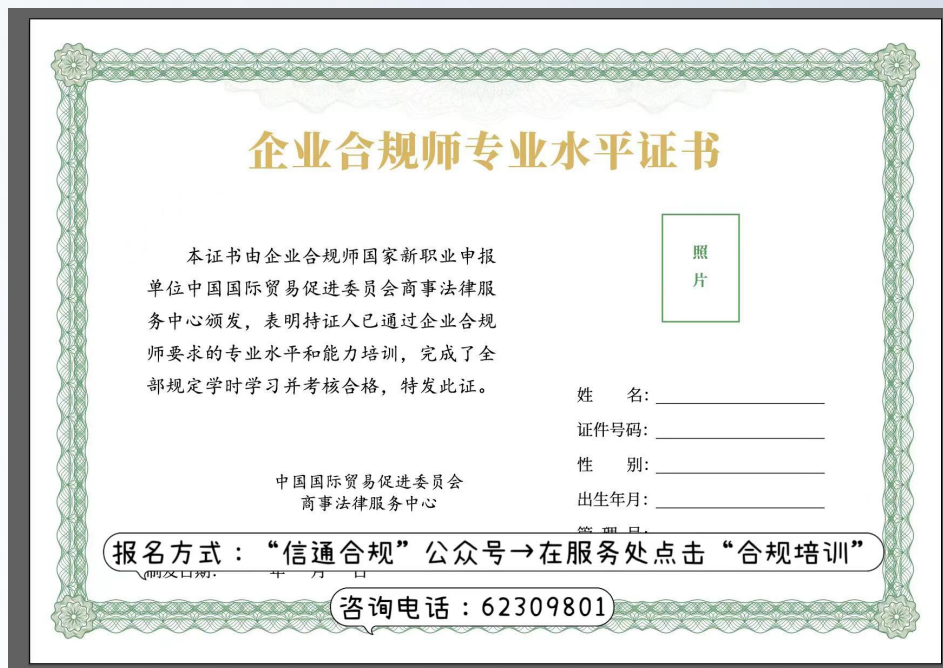 企业合规师专业水平证书
本证书由企业合规师国家新职业申报
单位中国国际贸易促进委员会商事法律服
务中心颁发，表明持证人已通过企业合规
师要求的专业水平和能力培训，完成了全
部规定学时学习并考核合格，特发此证。
照
片
姓 名：
证件号码：
性 别：
出生年月：
管 理 号：
中国国际贸易促进委员会
商事法律服务中心
报名方式：“信通合规”公众号→在服务处点击“合规培训”
制发日期： 年 月 日
咨询电话：62309801